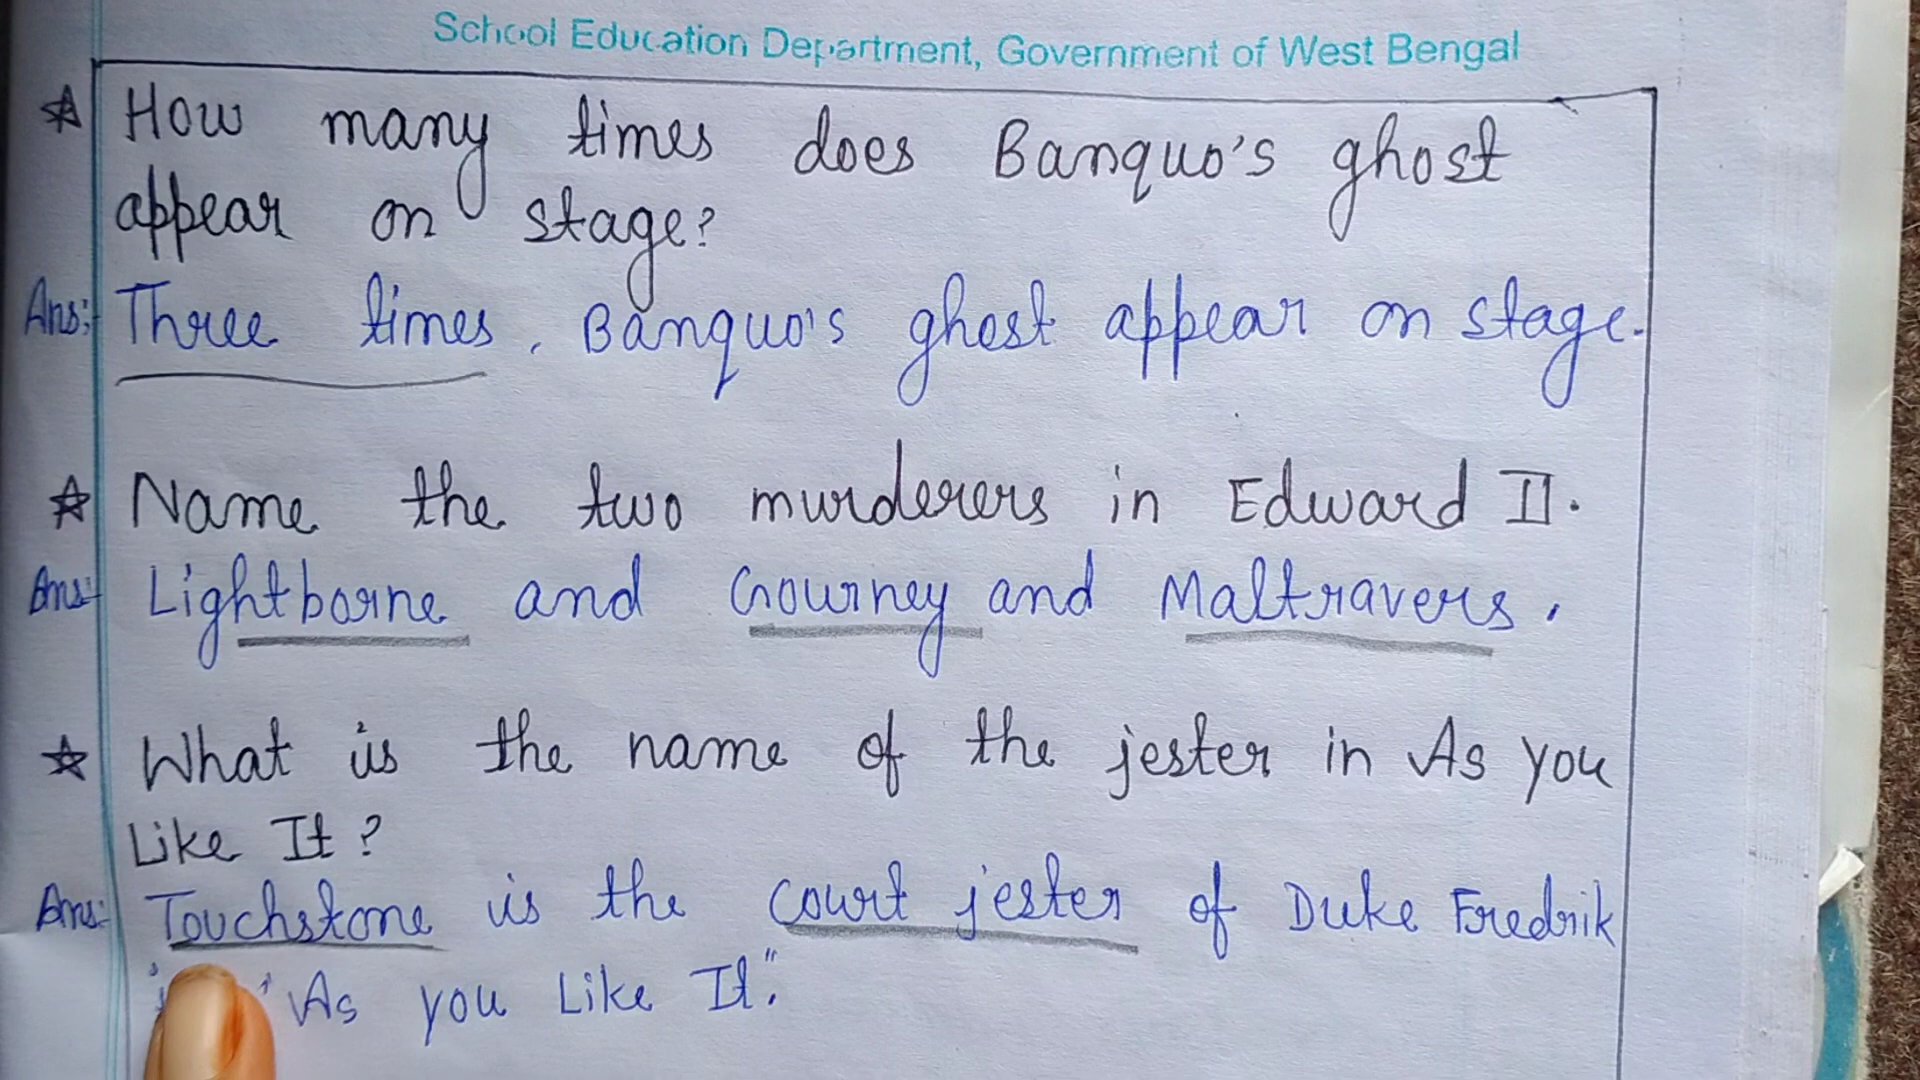 School Education Department, Government of West Bengal
☆ How many times does Banquo's ghost
appear on stage?
Ans: Three times, Banquo's ghost appear on stage.
☆ Name the two murderers in Edward II.
Ans: Lightborne and Gourney and Maltravers.
☆ What is the name of the jester in As you
Like It?
Ans: Touchstone is the court jester of Duke Fredrik
"As you Like It".